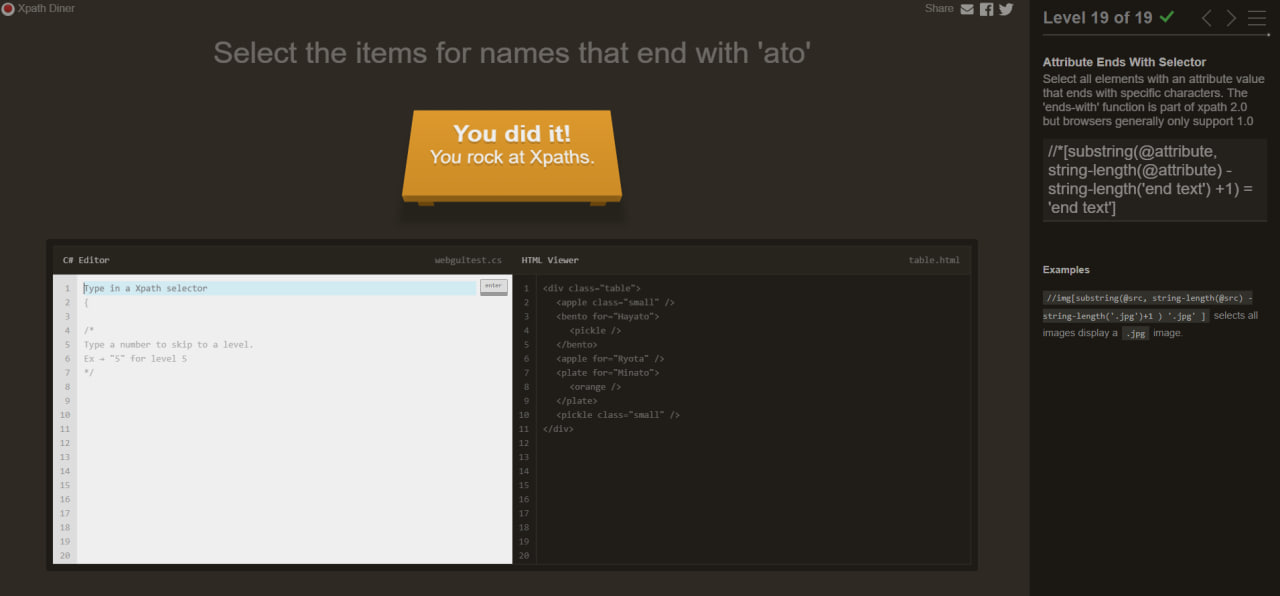 Xpath Diner
Share
Select the items for names that end with 'ato'
You did it!
You rock at Xpaths.
C# Editor
webguitest.cs
1 Type in a Xpath selector
enter
2 {
3
4 /*
5 Type a number to skip to a level.
6 Ex → "5" for level 5
7 */
8
9
10
11
12
13
14
15
16
17
18
19
20
HTML Viewer
table.html
1 <div class="table">
2 <apple class="small" />
3 <bento for="Hayato">
4 <pickle />
5 </bento>
6 <apple for="Ryota" />
7 <plate for="Minato">
8 <orange />
9 </plate>
10 <pickle class="small" />
11 </div>
12
13
14
15
16
17
18
19
20
Level 19 of 19
Attribute Ends With Selector
Select all elements with an attribute value
that ends with specific characters. The
'ends-with' function is part of xpath 2.0
but browsers generally only support 1.0
//*[substring(@attribute,
string-length(@attribute) -
string-length('end text') +1) =
'end text']
Examples
//img[substring(@src, string-length(@src) -
string-length('.jpg')+1 ) '.jpg' ] selects all
images display a .jpg image.